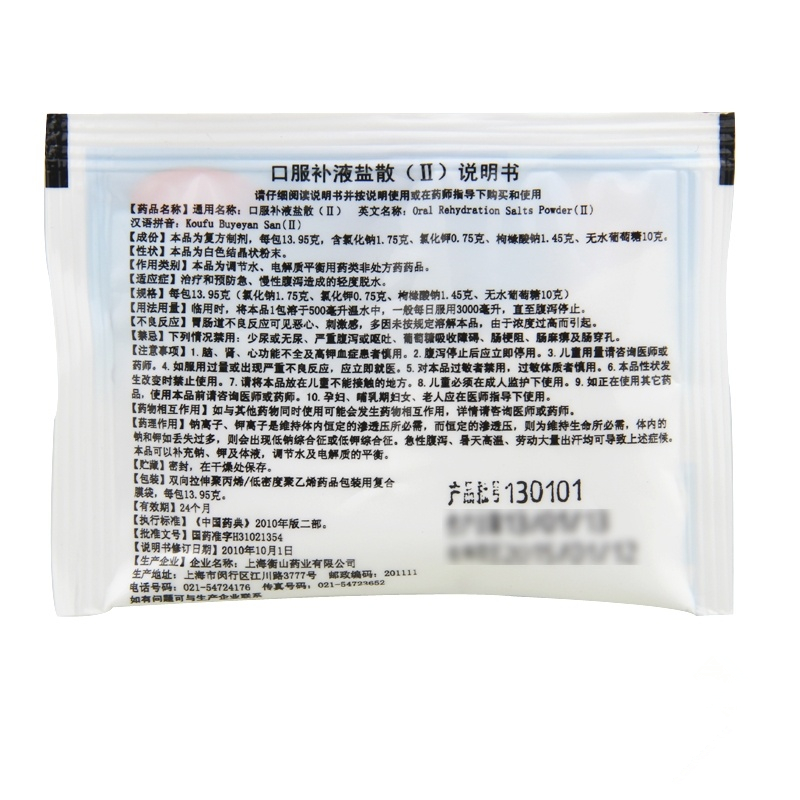 口服补液盐散(Ⅱ)说明书
请仔细阅读说明书并按说明使用或在药师指导下购买和使用
【药品名称】通用名称：口服补液盐散(Ⅱ) 英文名称：Oral Rehydration Salts Powder(Ⅱ)
汉语拼音：Koufu Buyeyan San(Ⅱ)
【成份】本品为复方制剂，每包13.95克，含氯化钠1.75克、氯化钾0.75克、枸橼酸钠1.45克、无水葡萄糖10克。
【性状】本品为白色结晶状粉末。
【作用类别】本品为调节水、电解质平衡用药类非处方药药品。
【适应症】治疗和预防急、慢性腹泻造成的轻度脱水。
【规格】每包13.95克（氯化钠1.75克、氯化钾0.75克、枸橼酸钠1.45克、无水葡萄糖10克）
【用法用量】临用时，将本品1包溶于500毫升温水中，一般每日服用3000毫升，直至腹泻停止。
【不良反应】胃肠道不良反应可见恶心、刺激感，多因未按规定溶解本品，由于浓度过高而引起。
【禁忌】下列情况禁用：少尿或无尿、严重腹泻或呕吐、葡萄糖吸收障碍、肠梗阻、肠麻痹及肠穿孔。
【注意事项】1.脑、肾、心功能不全及高钾血症患者慎用。2.腹泻停止后应立即停用。3.儿童用量请咨询医师或
药师。4.如服用过量或出现严重不良反应，应立即就医。5.对本品过敏者禁用，过敏体质者慎用。6.本品性状发
生改变时禁止使用。7.请将本品放在儿童不能接触的地方。8.儿童必须在成人监护下使用。9.如正在使用其它药
品，使用本品前请咨询医师或药师。10.孕妇、哺乳期妇女、老人应在医师指导下使用。
【药物相互作用】如与其他药物同时使用可能会发生药物相互作用，详情请咨询医师或药师。
【药理作用】钠离子、钾离子是维持体内恒定的渗透压所必需，而恒定的渗透压，则为维持生命所必需，体内的
钠和钾如丢失过多，则会出现低钠综合征或低钾综合征。急性腹泻、暑天高温、劳动大量出汗均可导致上述症候。
本品可以补充钠、钾及体液，调节水及电解质的平衡。
【贮藏】密封，在干燥处保存。
【包装】双向拉伸聚丙烯/低密度聚乙烯药品包装用复合
膜袋，每包13.95克。
【有效期】24个月
【执行标准】《中国药典》2010年版二部。
【批准文号】国药准字H31021354
【说明书修订日期】2010年10月1日
【生产企业】企业名称：上海衡山药业有限公司
生产地址：上海市闵行区江川路3777号 邮政编码：201111
电话号码：021-54724176 传真号码：021-54723652
如有问题可与生产企业联系
产品批号130101